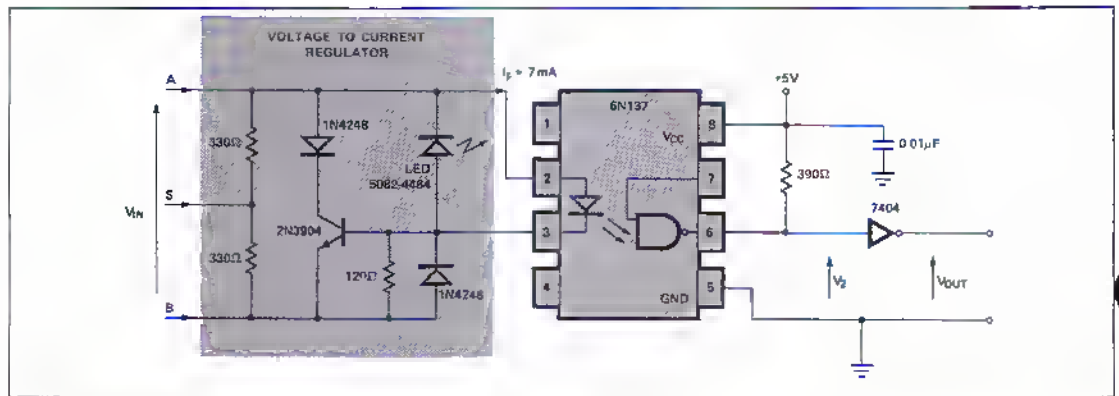 VOLTAGE TO CURRENT
REGULATOR
A
I_F = 7mA
+5V
6N137
1
8
V_CC
1N4248
330Ω
LED
5082-4484
0.01µF
2
7
390Ω
S
V_IN
7404
2N3904
3
6
330Ω
120Ω
1N4248
V_2
V_OUT
4
GND
5
B